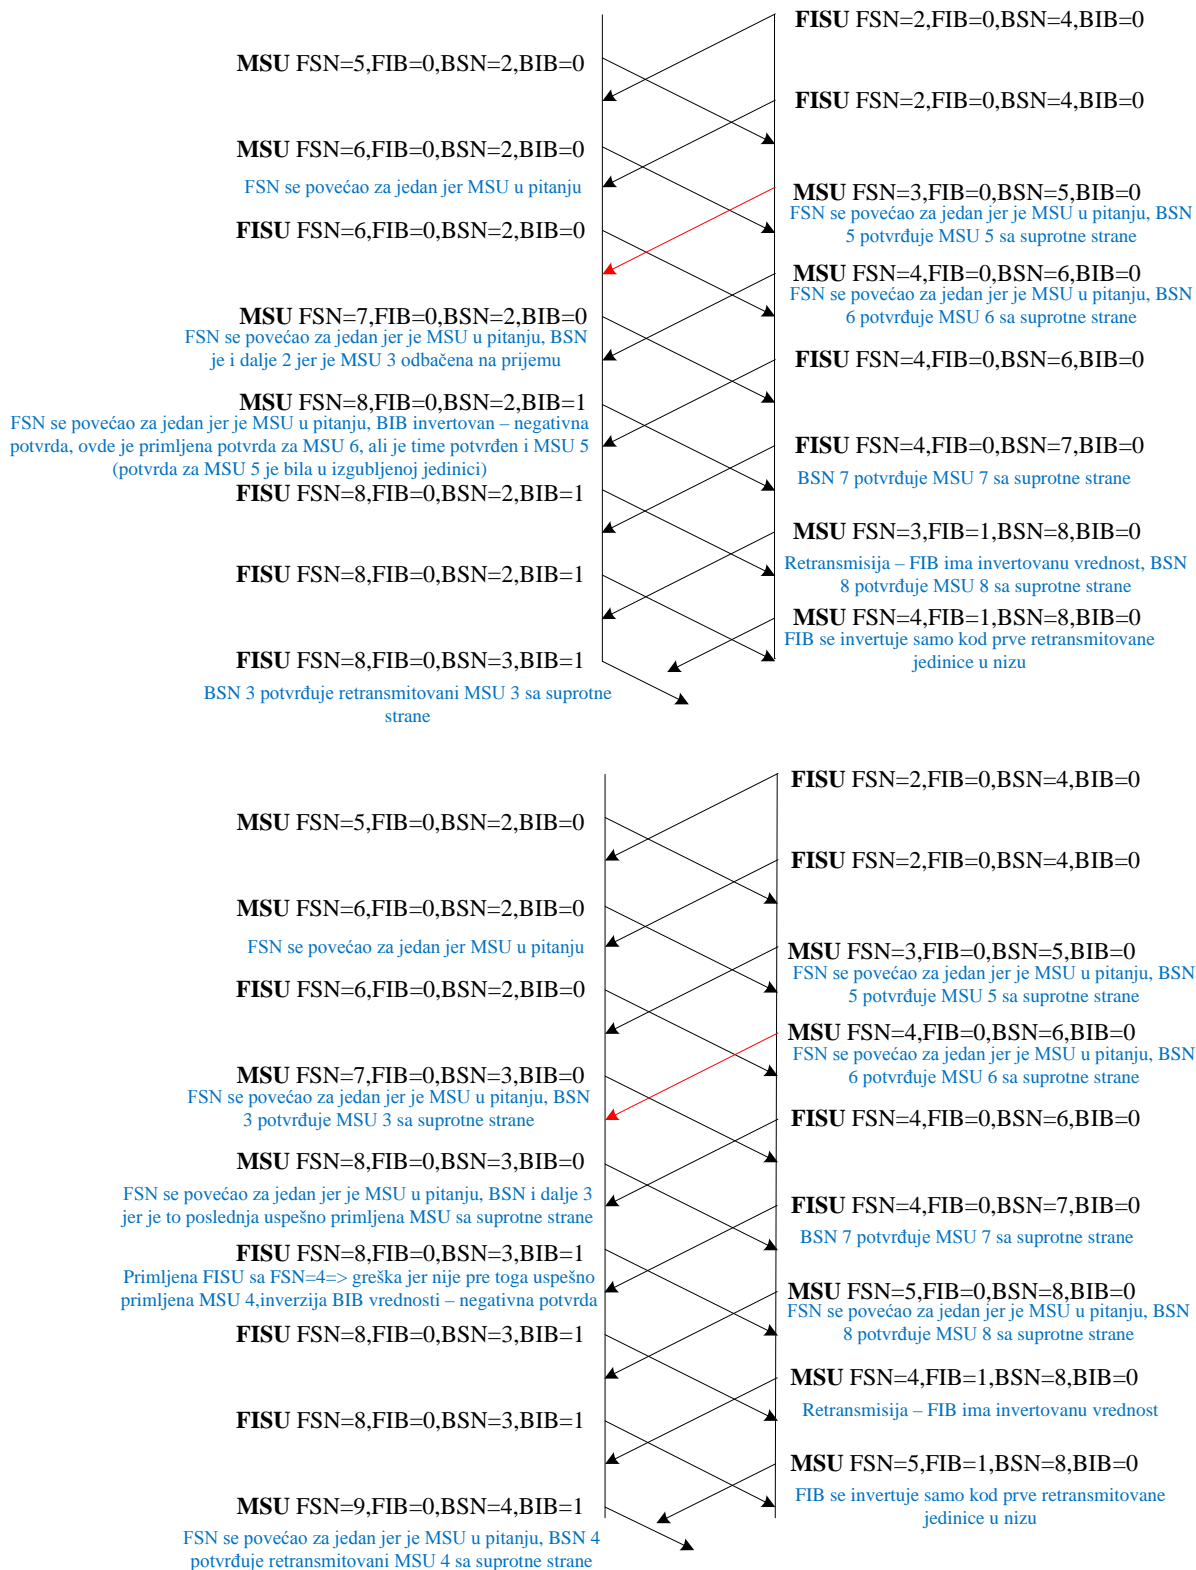 FISU FSN=2,FIB=0,BSN=4,BIB=0
MSU FSN=5,FIB=0,BSN=2,BIB=0
FISU FSN=2,FIB=0,BSN=4,BIB=0
MSU FSN=6,FIB=0,BSN=2,BIB=0
FSN se povećao za jedan jer MSU u pitanju
MSU FSN=3,FIB=0,BSN=5,BIB=0
FSN se povećao za jedan jer je MSU u pitanju, BSN
5 potvrđuje MSU 5 sa suprotne strane
FISU FSN=6,FIB=0,BSN=2,BIB=0
MSU FSN=4,FIB=0,BSN=6,BIB=0
FSN se povećao za jedan jer je MSU u pitanju, BSN
6 potvrđuje MSU 6 sa suprotne strane
MSU FSN=7,FIB=0,BSN=2,BIB=0
FSN se povećao za jedan jer je MSU u pitanju, BSN
je i dalje 2 jer je MSU 3 odbačena na prijemu
FISU FSN=4,FIB=0,BSN=6,BIB=0
MSU FSN=8,FIB=0,BSN=2,BIB=1
FSN se povećao za jedan jer je MSU u pitanju, BIB invertovan – negativna
potvrda, ovde je primljena potvrda za MSU 6, ali je time potvrđen i MSU 5
(potvrda za MSU 5 je bila u izgubljenoj jedinici)
FISU FSN=4,FIB=0,BSN=7,BIB=0
BSN 7 potvrđuje MSU 7 sa suprotne strane
FISU FSN=8,FIB=0,BSN=2,BIB=1
MSU FSN=3,FIB=1,BSN=8,BIB=0
Retransmisija – FIB ima invertovanu vrednost, BSN
8 potvrđuje MSU 8 sa suprotne strane
FISU FSN=8,FIB=0,BSN=2,BIB=1
MSU FSN=4,FIB=1,BSN=8,BIB=0
FIB se invertuje samo kod prve retransmitovane
jedinice u nizu
FISU FSN=8,FIB=0,BSN=3,BIB=1
BSN 3 potvrđuje retransmitovani MSU 3 sa suprotne
strane
FISU FSN=2,FIB=0,BSN=4,BIB=0
MSU FSN=5,FIB=0,BSN=2,BIB=0
FISU FSN=2,FIB=0,BSN=4,BIB=0
MSU FSN=6,FIB=0,BSN=2,BIB=0
FSN se povećao za jedan jer MSU u pitanju
MSU FSN=3,FIB=0,BSN=5,BIB=0
FSN se povećao za jedan jer je MSU u pitanju, BSN
5 potvrđuje MSU 5 sa suprotne strane
FISU FSN=6,FIB=0,BSN=2,BIB=0
MSU FSN=4,FIB=0,BSN=6,BIB=0
FSN se povećao za jedan jer je MSU u pitanju, BSN
6 potvrđuje MSU 6 sa suprotne strane
MSU FSN=7,FIB=0,BSN=3,BIB=0
FSN se povećao za jedan jer je MSU u pitanju, BSN
3 potvrđuje MSU 3 sa suprotne strane
FISU FSN=4,FIB=0,BSN=6,BIB=0
MSU FSN=8,FIB=0,BSN=3,BIB=0
FSN se povećao za jedan jer je MSU u pitanju, BSN i dalje 3
jer je to poslednja uspešno primljena MSU sa suprotne strane
FISU FSN=4,FIB=0,BSN=7,BIB=0
BSN 7 potvrđuje MSU 7 sa suprotne strane
FISU FSN=8,FIB=0,BSN=3,BIB=1
Primljena FISU sa FSN=4=> greška jer nije pre toga uspešno
primljena MSU 4,inverzija BIB vrednosti – negativna potvrda
MSU FSN=5,FIB=0,BSN=8,BIB=0
FSN se povećao za jedan jer je MSU u pitanju, BSN
8 potvrđuje MSU 8 sa suprotne strane
FISU FSN=8,FIB=0,BSN=3,BIB=1
MSU FSN=4,FIB=1,BSN=8,BIB=0
Retransmisija – FIB ima invertovanu vrednost
FISU FSN=8,FIB=0,BSN=3,BIB=1
MSU FSN=5,FIB=1,BSN=8,BIB=0
FIB se invertuje samo kod prve retransmitovane
jedinice u nizu
MSU FSN=9,FIB=0,BSN=4,BIB=1
FSN se povećao za jedan jer je MSU u pitanju, BSN 4
potvrđuje retransmitovani MSU 4 sa suprotne strane